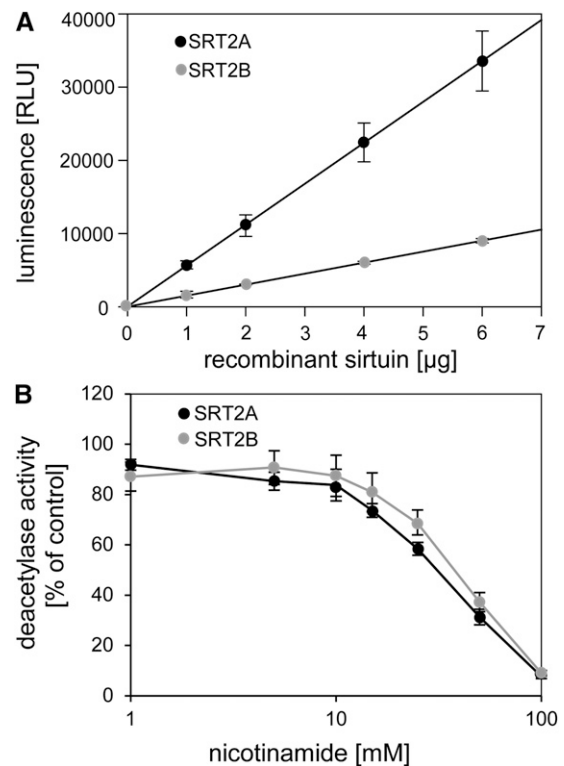 A
SRT2A
SRT2B
luminescence [RLU]
40000
30000
20000
10000
0
0 1 2 3 4 5 6 7
recombinant sirtuin [µg]
B
SRT2A
SRT2B
deacetylase activity
[% of control]
120
100
80
60
40
20
0
1 10 100
nicotinamide [mM]